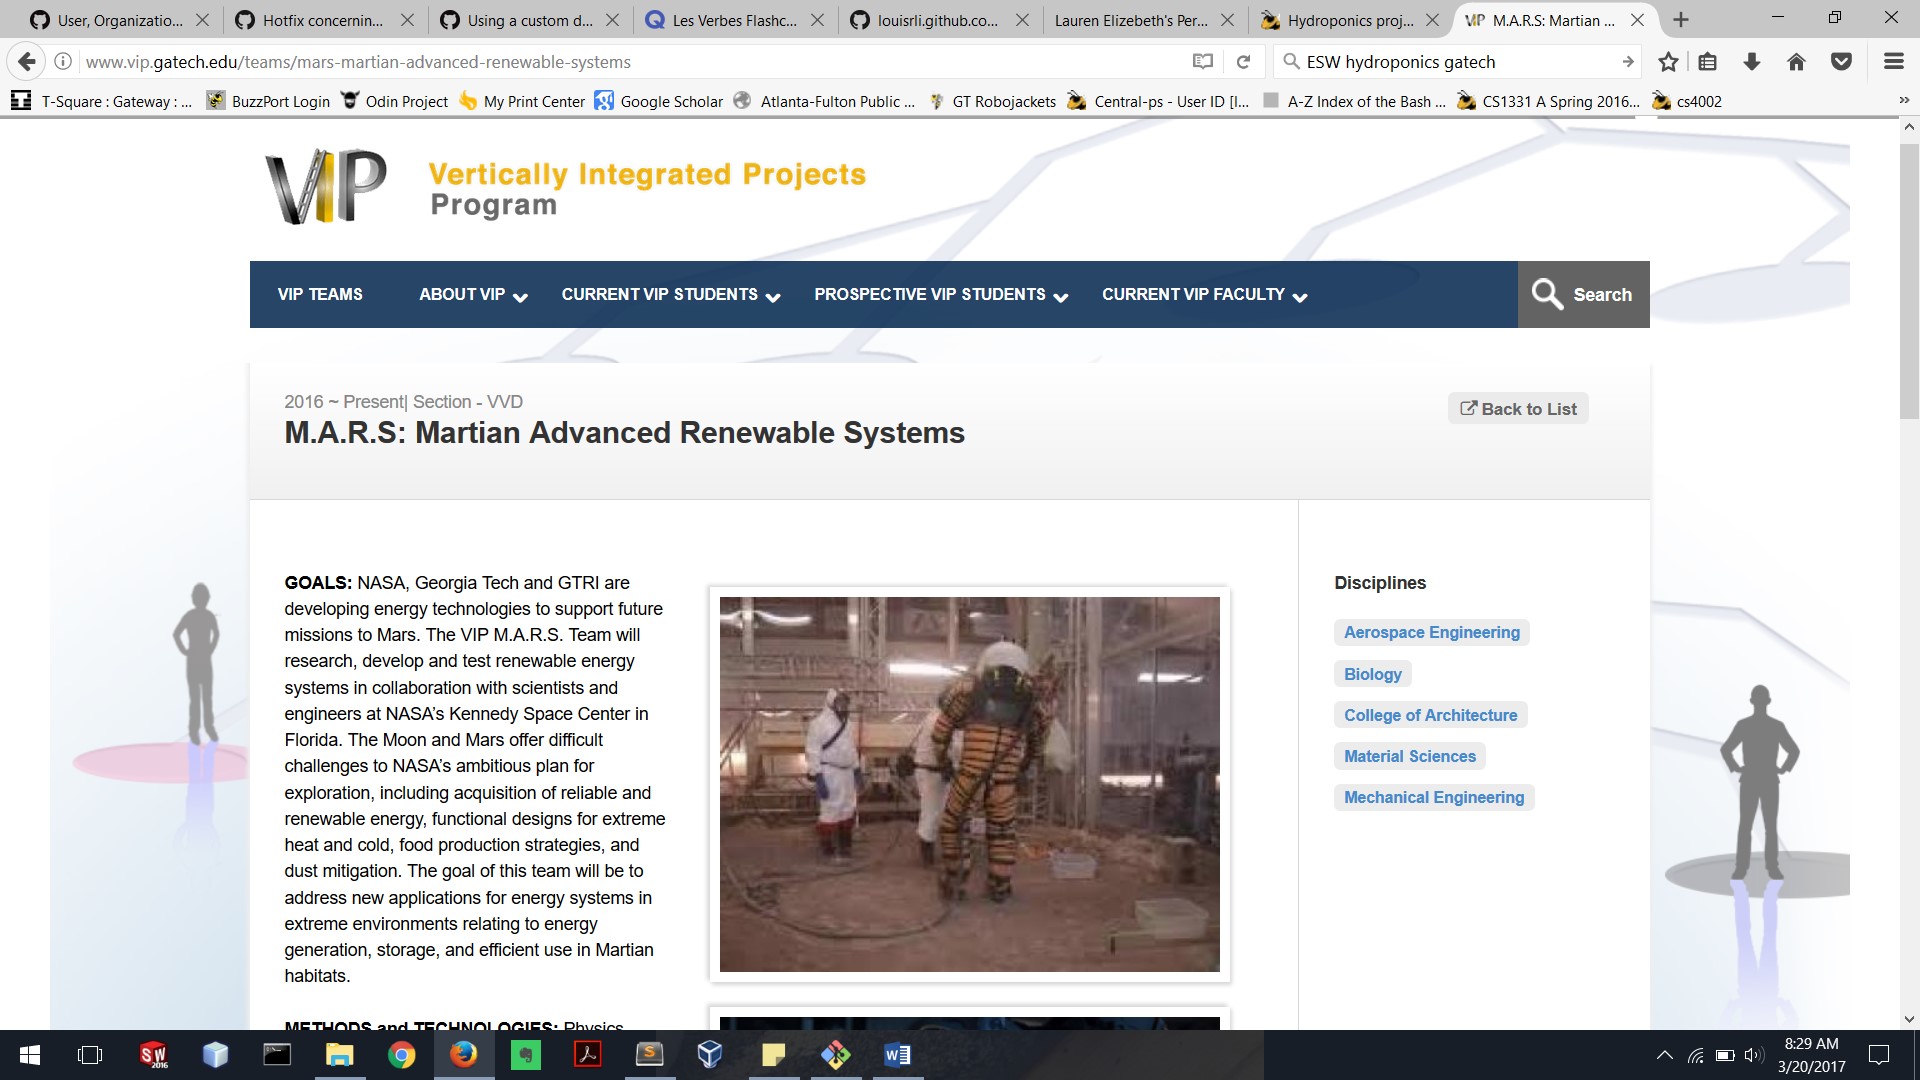 User, Organizatio...
Hotfix concernin...
Using a custom d...
Les Verbes Flashc...
louisrli.github.co...
Lauren Elizebeth's Per...
Hydroponics proj...
VIP M.A.R.S: Martian ...
www.vip.gatech.edu/teams/mars-martian-advanced-renewable-systems
ESW hydroponics gatech
T-Square : Gateway : ...
BuzzPort Login
Odin Project
My Print Center
Google Scholar
Atlanta-Fulton Public ...
GT Robojackets
Central-ps - User ID [I...
A-Z Index of the Bash ...
CS1331 A Spring 2016...
cs4002
VIP
Vertically Integrated Projects
Program
VIP TEAMS
ABOUT VIP
CURRENT VIP STUDENTS
PROSPECTIVE VIP STUDENTS
CURRENT VIP FACULTY
Search
2016 ~ Present| Section - VVD
Back to List
M.A.R.S: Martian Advanced Renewable Systems
GOALS: NASA, Georgia Tech and GTRI are
developing energy technologies to support future
missions to Mars. The VIP M.A.R.S. Team will
research, develop and test renewable energy
systems in collaboration with scientists and
engineers at NASA’s Kennedy Space Center in
Florida. The Moon and Mars offer difficult
challenges to NASA’s ambitious plan for
exploration, including acquisition of reliable and
renewable energy, functional designs for extreme
heat and cold, food production strategies, and
dust mitigation. The goal of this team will be to
address new applications for energy systems in
extreme environments relating to energy
generation, storage, and efficient use in Martian
habitats.
METHODS and TECHNOLOGIES: Physics,
Disciplines
Aerospace Engineering
Biology
College of Architecture
Material Sciences
Mechanical Engineering
SW
2016
8:29 AM
3/20/2017